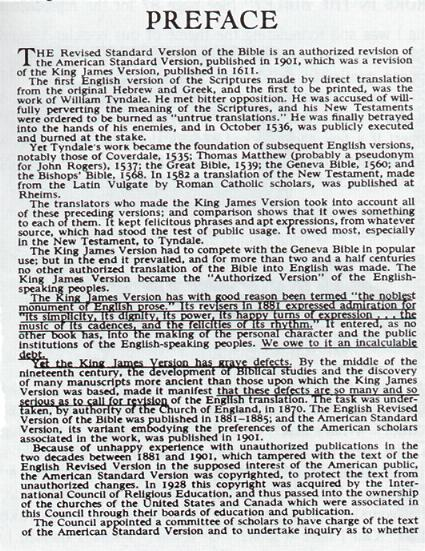 PREFACE
THE Revised Standard Version of the Bible is an authorized revision of
the American Standard Version, published in 1901, which was a revision
of the King James Version, published in 1611.
The first English version of the Scriptures made by direct translation
from the original Hebrew and Greek, and the first to be printed, was the
work of William Tyndale. He met bitter opposition. He was accused of will-
fully perverting the meaning of the Scriptures, and his New Testaments
were ordered to be burned as "untrue translations." He was finally betrayed
into the hands of his enemies, and in October 1536, was publicly executed
and burned at the stake.
Yet Tyndale's work became the foundation of subsequent English versions,
notably those of Coverdale, 1535; Thomas Matthew (probably a pseudonym
for John Rogers), 1537; the Great Bible, 1539; the Geneva Bible, 1560; and
the Bishops' Bible, 1568. In 1582 a translation of the New Testament, made
from the Latin Vulgate by Roman Catholic scholars, was published at
Rheims.
The translators who made the King James Version took into account all
of these preceding versions; and comparison shows that it owes something
to each of them. It kept felicitous phrases and apt expressions, from whatever
source, which had stood the test of public usage. It owed most, especially
in the New Testament, to Tyndale.
The King James Version had to compete with the Geneva Bible in popular
use; but in the end it prevailed, and for more than two and a half centuries
no other authorized translation of the Bible into English was made. The
King James Version became the "Authorized Version" of the English-
speaking peoples.
The King James Version has with good reason been termed "the noblest
monument of English prose." Its revisers in 1881 expressed admiration for
"its simplicity, its dignity, its power, its happy turns of expression . . . the
music of its cadences, and the felicities of its rhythm." It entered, as no
other book has, into the making of the personal character and the public
institutions of the English-speaking peoples. We owe to it an incalculable
debt.
Yet the King James Version has grave defects. By the middle of the
nineteenth century, the development of Biblical studies and the discovery
of many manuscripts more ancient than those upon which the King James
Version was based, made it manifest that these defects are so many and so
serious as to call for revision of the English translation. The task was under-
taken, by authority of the Church of England, in 1870. The English Revised
Version of the Bible was published in 1881–1885; and the American Standard
Version, its variant embodying the preferences of the American scholars
associated in the work, was published in 1901.
Because of unhappy experience with unauthorized publications in the
two decades between 1881 and 1901, which tampered with the text of the
English Revised Version in the supposed interest of the American public,
the American Standard Version was copyrighted, to protect the text from
unauthorized changes. In 1928 this copyright was acquired by the Inter-
national Council of Religious Education, and thus passed into the ownership
of the churches of the United States and Canada which were associated in
this Council through their boards of education and publication.
The Council appointed a committee of scholars to have charge of the text
of the American Standard Version and to undertake inquiry as to whether